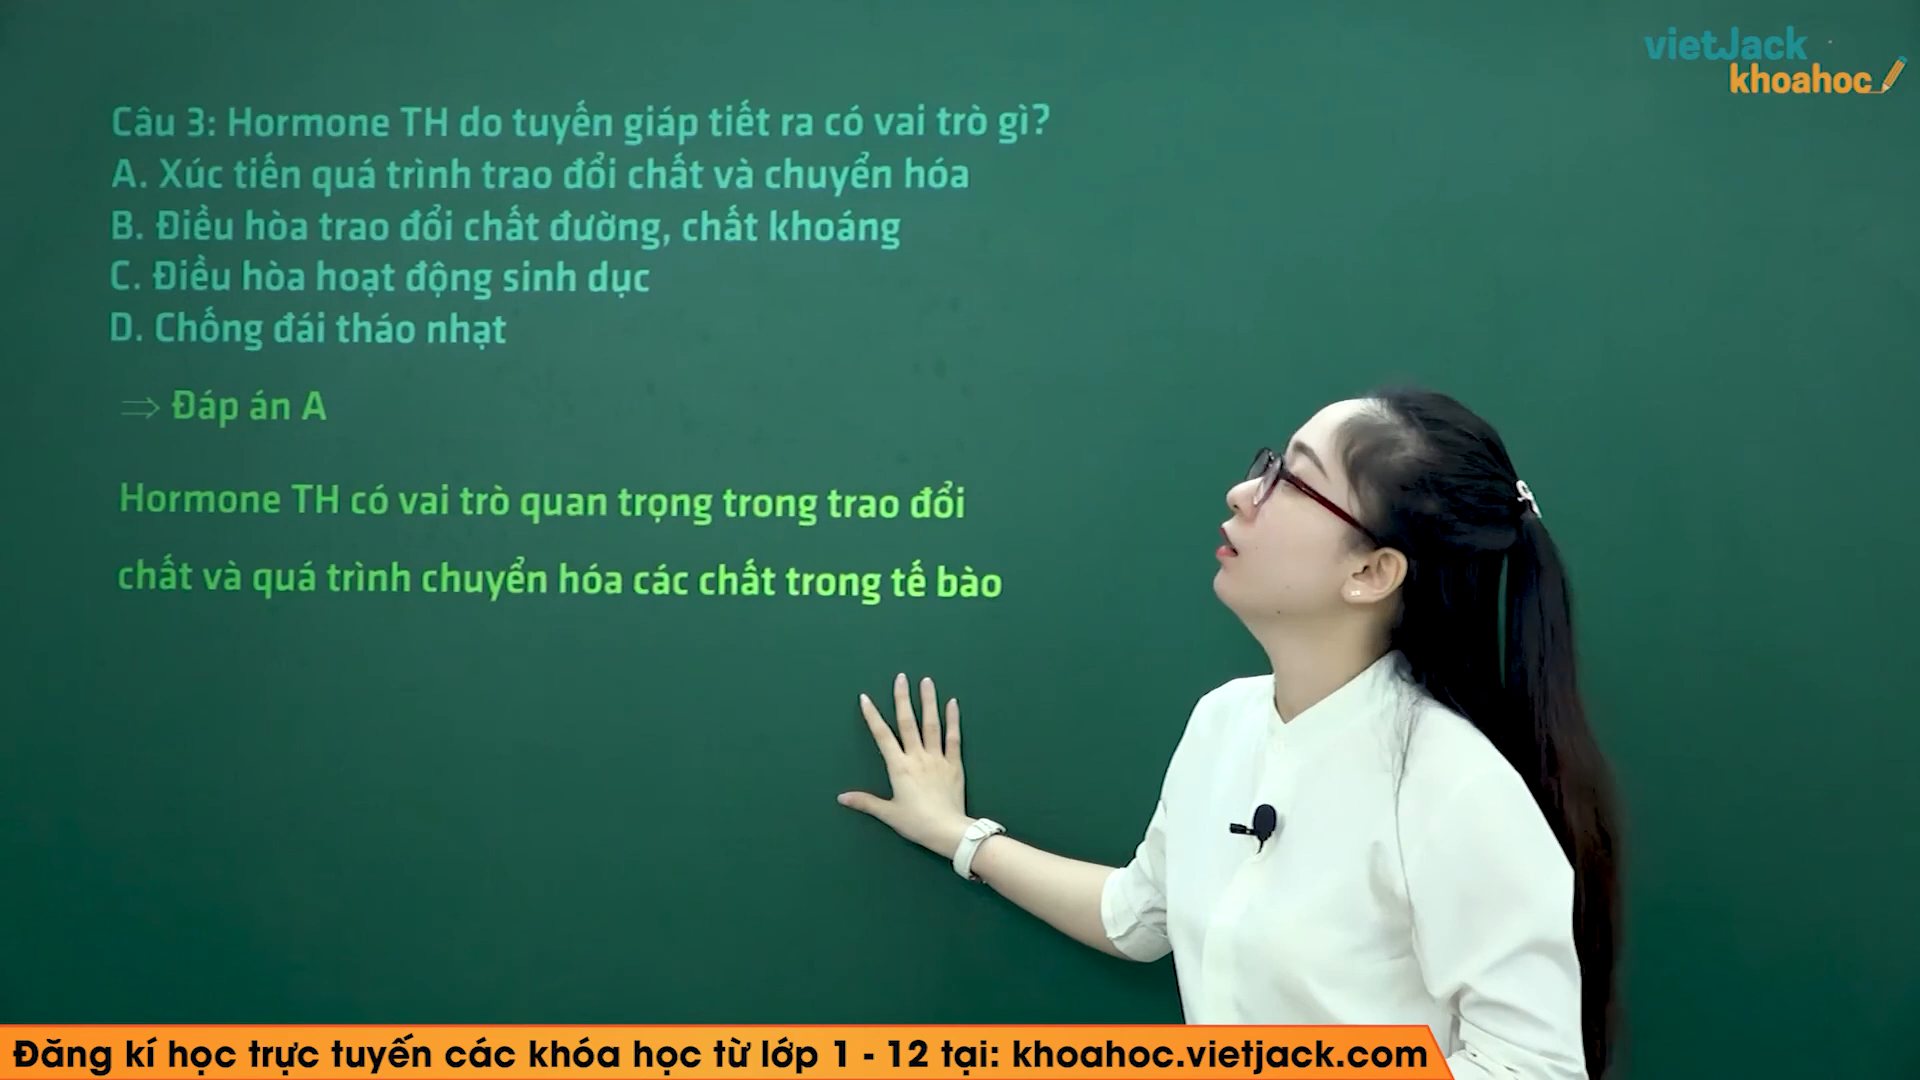 vietJack
khoahoc
Câu 3: Hormone TH do tuyến giáp tiết ra có vai trò gì?
A. Xúc tiến quá trình trao đổi chất và chuyển hóa
B. Điều hòa trao đổi chất đường, chất khoáng
C. Điều hòa hoạt động sinh dục
D. Chống đái tháo nhạt
⇒ Đáp án A
Hormone TH có vai trò quan trọng trong trao đổi
chất và quá trình chuyển hóa các chất trong tế bào
Đăng kí học trực tuyến các khóa học từ lớp 1 - 12 tại: khoahoc.vietjack.com